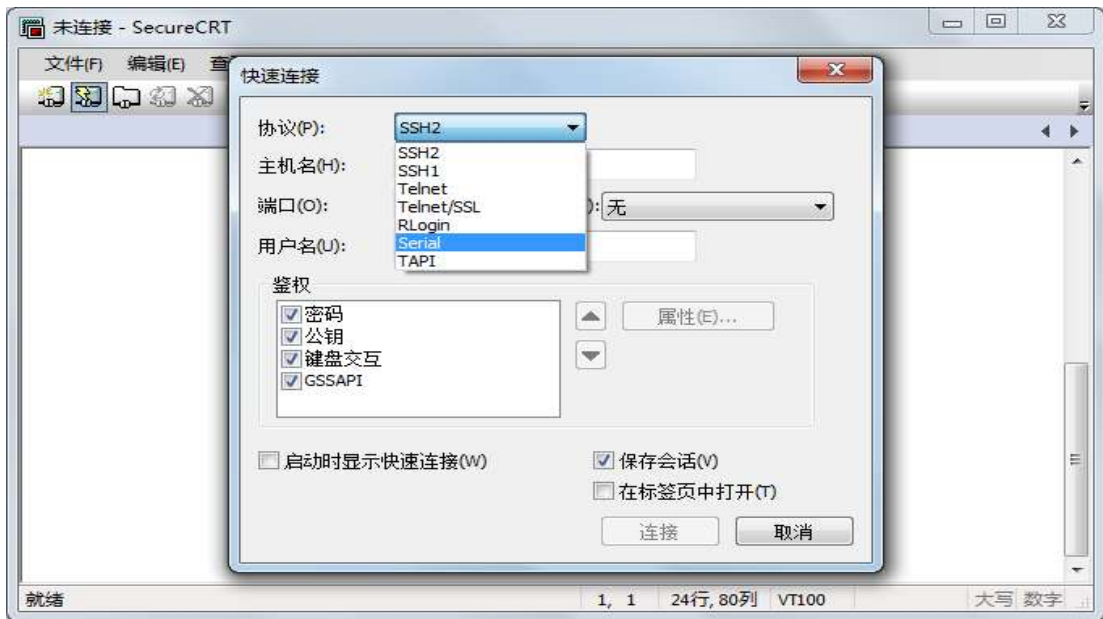 未连接 - SecureCRT
文件(F) 编辑(E)
快速连接
协议(P): SSH2
SSH2
主机名(H):
SSH1
Telnet
端口(O): Telnet/SSL 无
RLogin
用户名(U): Serial
TAPI
鉴权
密码
属性(E)...
公钥
键盘交互
GSSAPI
启动时显示快速连接(W) 保存会话(V)
在标签页中打开(T)
连接 取消
就绪 1, 1 24行, 80列 VT100 大写 数字